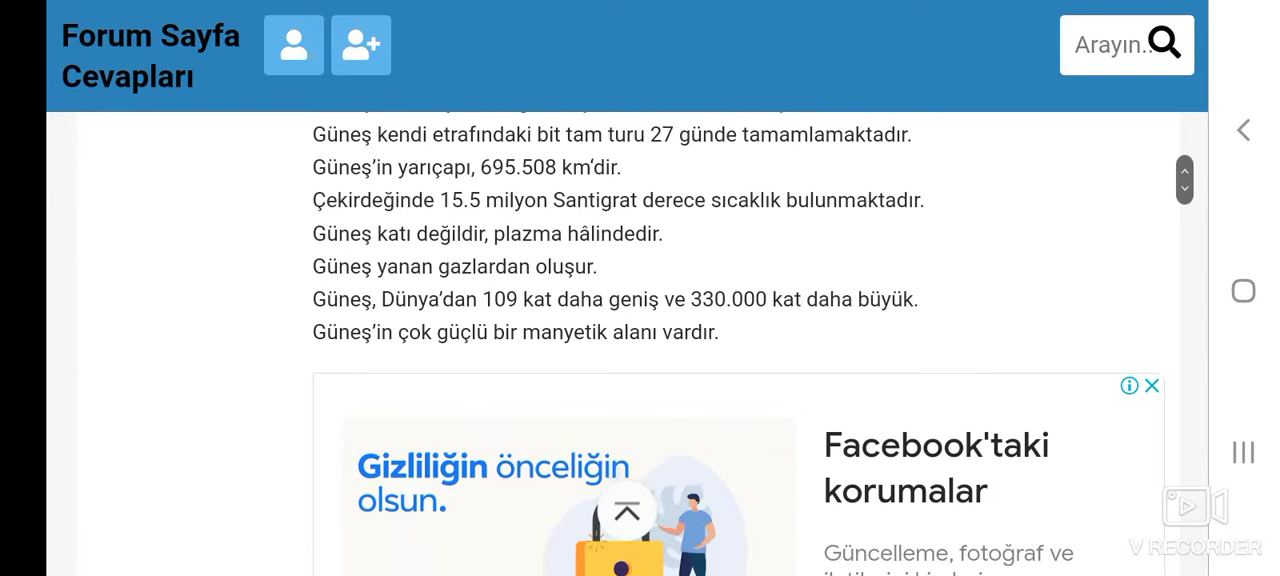 Forum Sayfa
Cevapları
Arayın..
Güneş kendi etrafındaki bit tam turu 27 günde tamamlamaktadır.
Güneş’in yarıçapı, 695.508 km‘dir.
Çekirdeğinde 15.5 milyon Santigrat derece sıcaklık bulunmaktadır.
Güneş katı değildir, plazma hâlindedir.
Güneş yanan gazlardan oluşur.
Güneş, Dünya’dan 109 kat daha geniş ve 330.000 kat daha büyük.
Güneş’in çok güçlü bir manyetik alanı vardır.
Gizliliğin önceliğin
olsun.
Facebook'taki
korumalar
Güncelleme, fotoğraf ve
V RECORDER